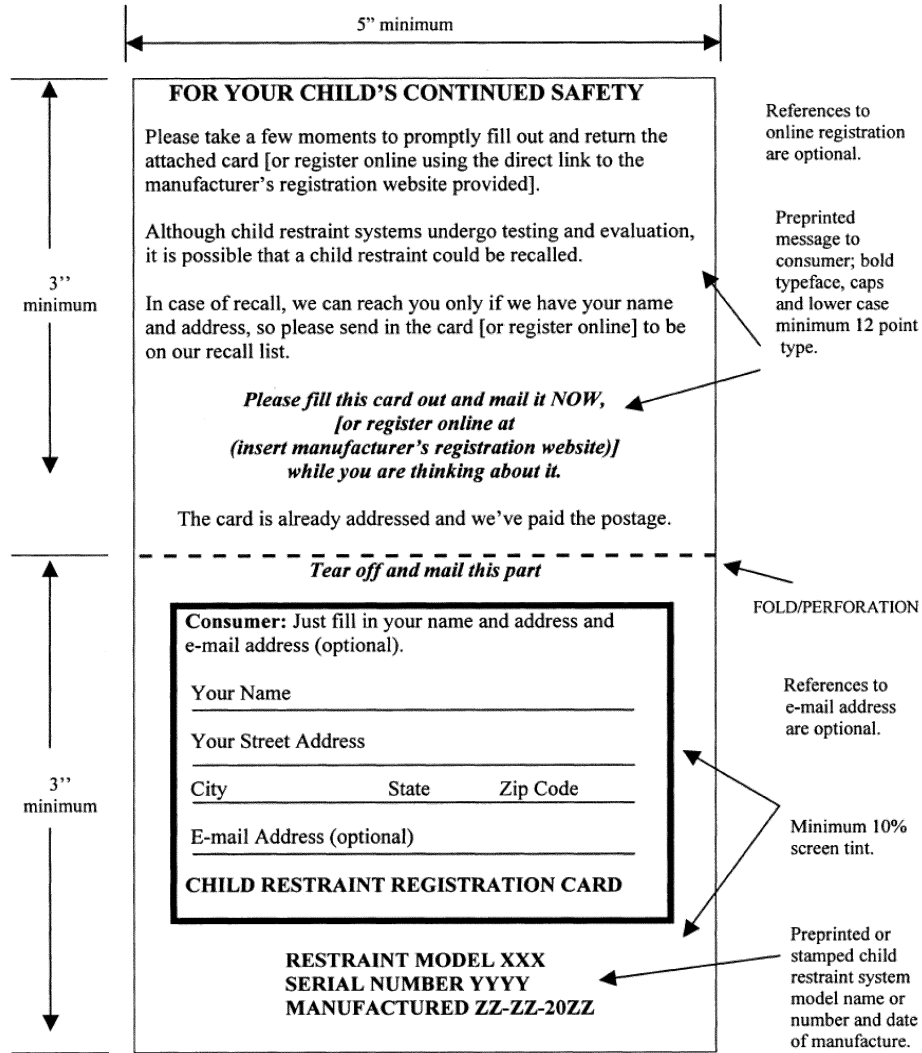 5” minimum
FOR YOUR CHILD’S CONTINUED SAFETY
Please take a few moments to promptly fill out and return the
attached card [or register online using the direct link to the
manufacturer’s registration website provided].
Although child restraint systems undergo testing and evaluation,
it is possible that a child restraint could be recalled.
In case of recall, we can reach you only if we have your name
and address, so please send in the card [or register online] to be
on our recall list.
Please fill this card out and mail it NOW,
[or register online at
(insert manufacturer’s registration website)]
while you are thinking about it.
The card is already addressed and we’ve paid the postage.
3’’
minimum
References to
online registration
are optional.
Preprinted
message to
consumer; bold
typeface, caps
and lower case
minimum 12 point
type.
Tear off and mail this part
FOLD/PERFORATION
Consumer: Just fill in your name and address and
e-mail address (optional).
Your Name
Your Street Address
City State Zip Code
E-mail Address (optional)
CHILD RESTRAINT REGISTRATION CARD
RESTRAINT MODEL XXX
SERIAL NUMBER YYYY
MANUFACTURED ZZ-ZZ-20ZZ
3’’
minimum
References to
e-mail address
are optional.
Minimum 10%
screen tint.
Preprinted or
stamped child
restraint system
model name or
number and date
of manufacture.